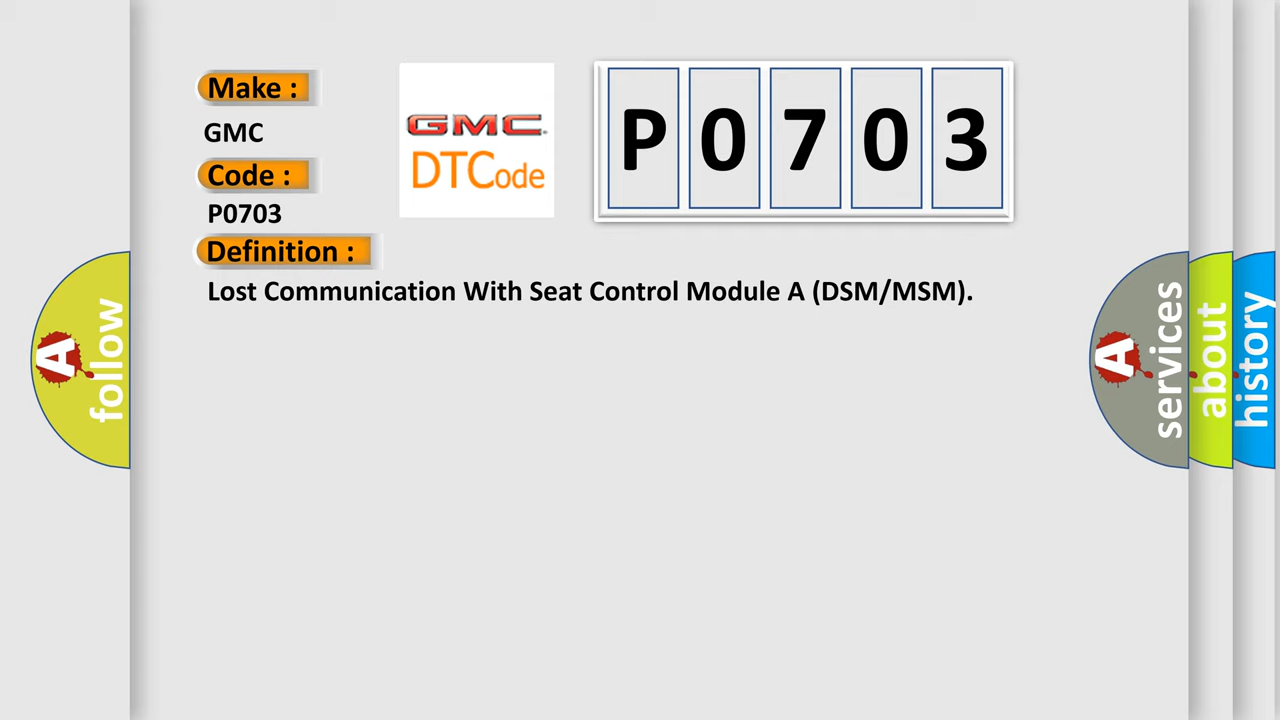 Make :
GMC
Code :
P0703
Definition :
Lost Communication With Seat Control Module A (DSM/MSM).
GMC
DTCode
P0703
A follow
A services
about
history